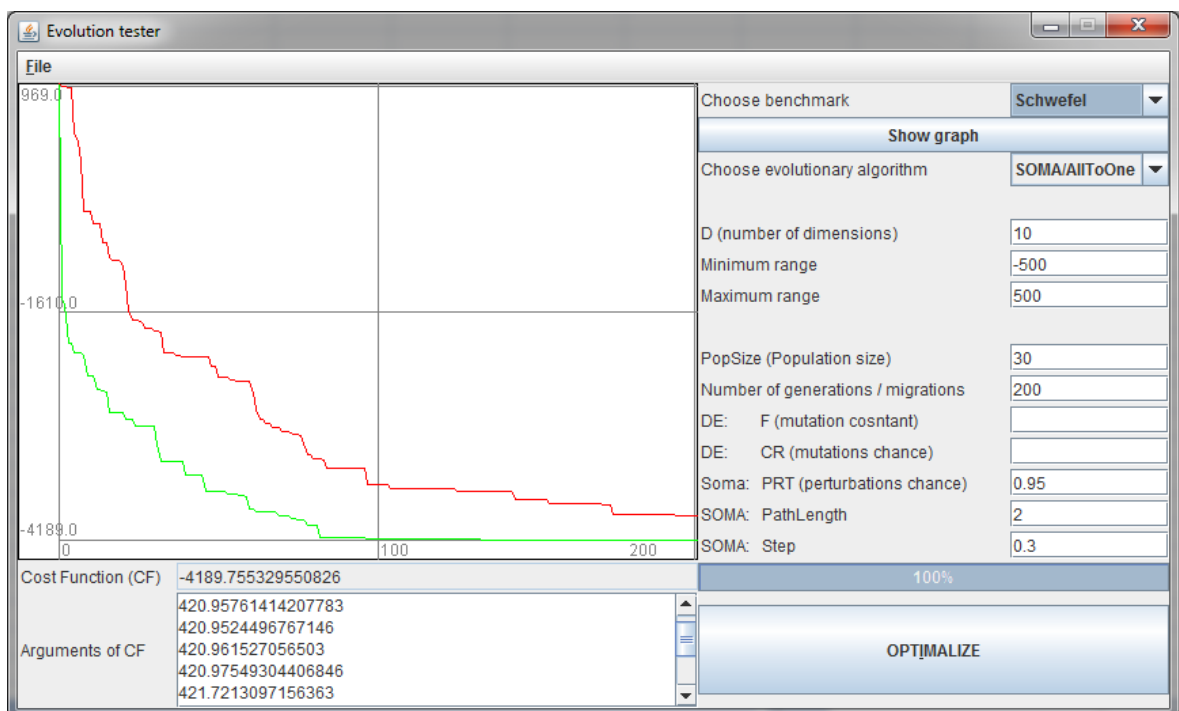 Evolution tester
File
969.0
-1610.0
-4189.0
0
100
200
Choose benchmark
Schwefel
Show graph
Choose evolutionary algorithm
SOMA/AllToOne
D (number of dimensions)
10
Minimum range
-500
Maximum range
500
PopSize (Population size)
30
Number of generations / migrations
200
DE: F (mutation cosntant)
DE: CR (mutations chance)
Soma: PRT (perturbations chance)
0.95
SOMA: PathLength
2
SOMA: Step
0.3
Cost Function (CF)
-4189.755329550826
100%
Arguments of CF
420.95761414207783
420.9524496767146
420.961527056503
420.97549304406846
421.7213097156363
OPTIMALIZE